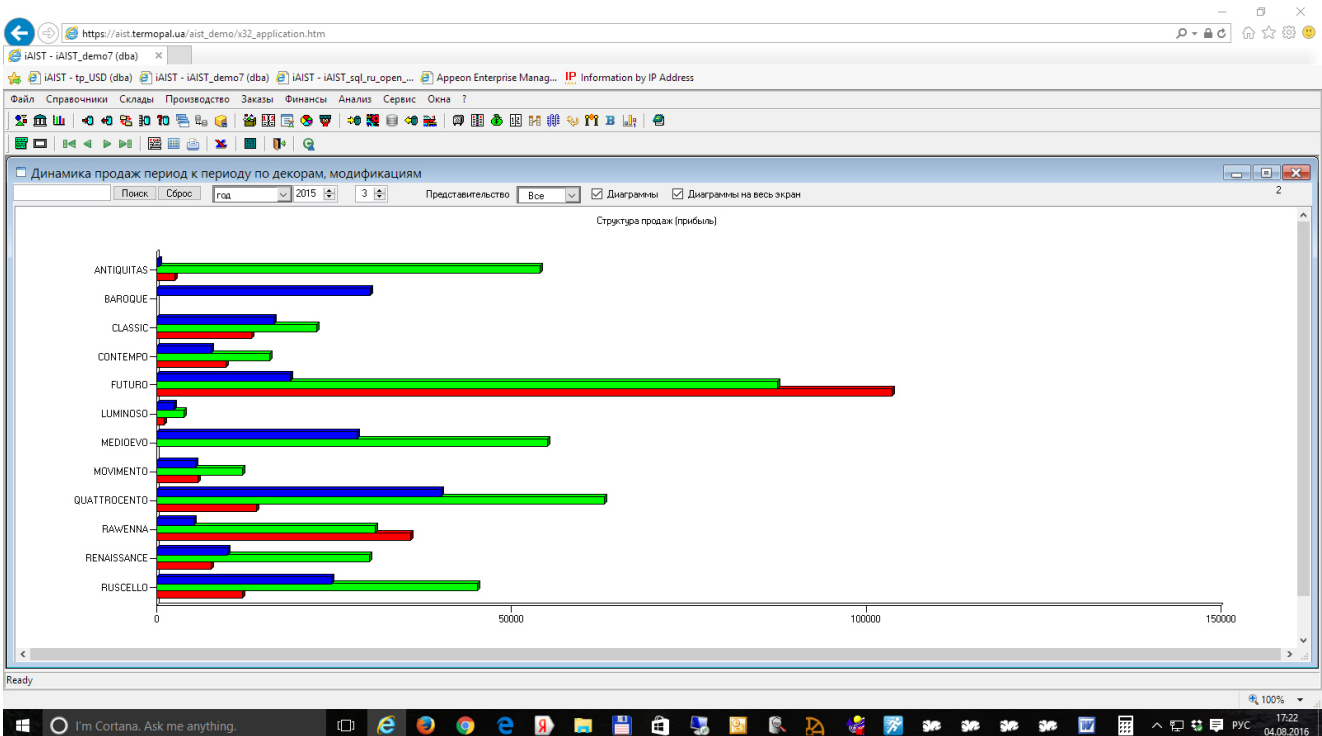 https://aist.termopal.ua/aist_demo/x32_application.htm
iAIST - iAIST_demo7 (dba)
iAIST - tp_USD (dba) iAIST - iAIST_demo7 (dba) iAIST - iAIST_sql_ru_open_... Appeon Enterprise Manag... IP Information by IP Address
Файл Справочники Склады Производство Заказы Финансы Анализ Сервис Окна ?
Динамика продаж период к периоду по декорам, модификациям
Поиск Сброс год 2015 3 Представительство Все Диаграммы Диаграммы на весь экран 2
Структура продаж (прибыль)
ANTIQUITAS
BAROQUE
CLASSIC
CONTEMPO
FUTURO
LUMINOSO
MEDIOEVO
MOVIMENTO
QUATTROCENTO
RAWENNA
RENAISSANCE
RUSCELLO
0 50000 100000 150000
Ready
100%
I'm Cortana. Ask me anything.
РУС
17:22
04.08.2016